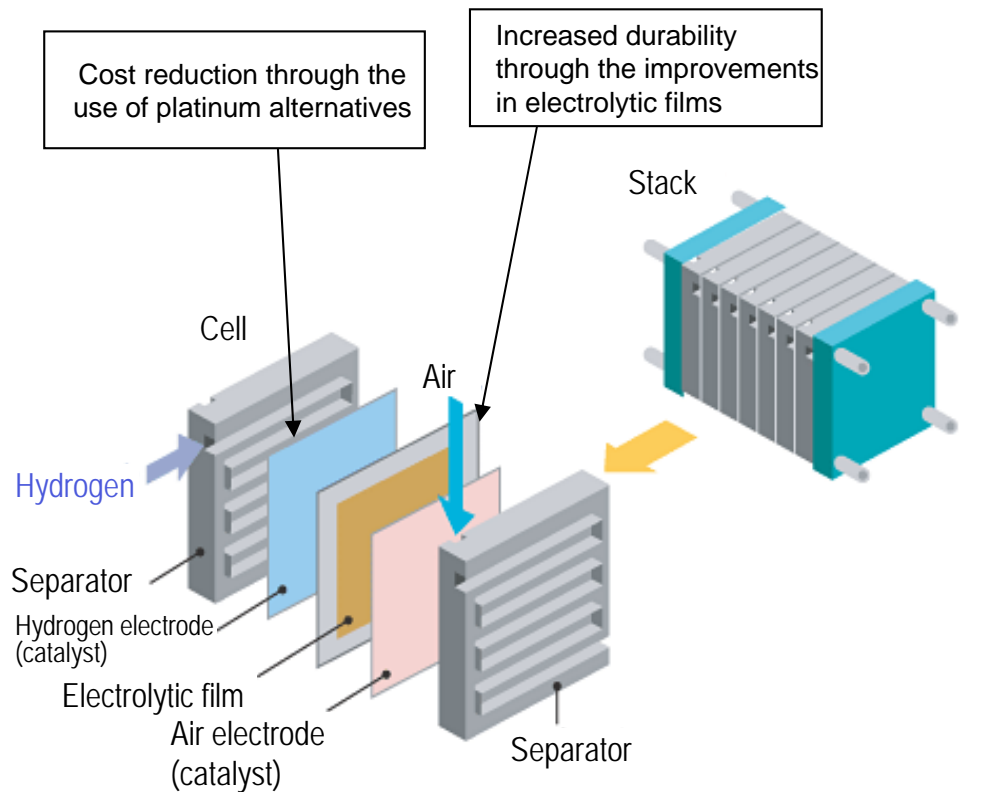 Cost reduction through the
use of platinum alternatives
Increased durability
through the improvements
in electrolytic films
Stack
Cell
Air
Hydrogen
Separator
Hydrogen electrode
(catalyst)
Electrolytic film
Air electrode
(catalyst)
Separator